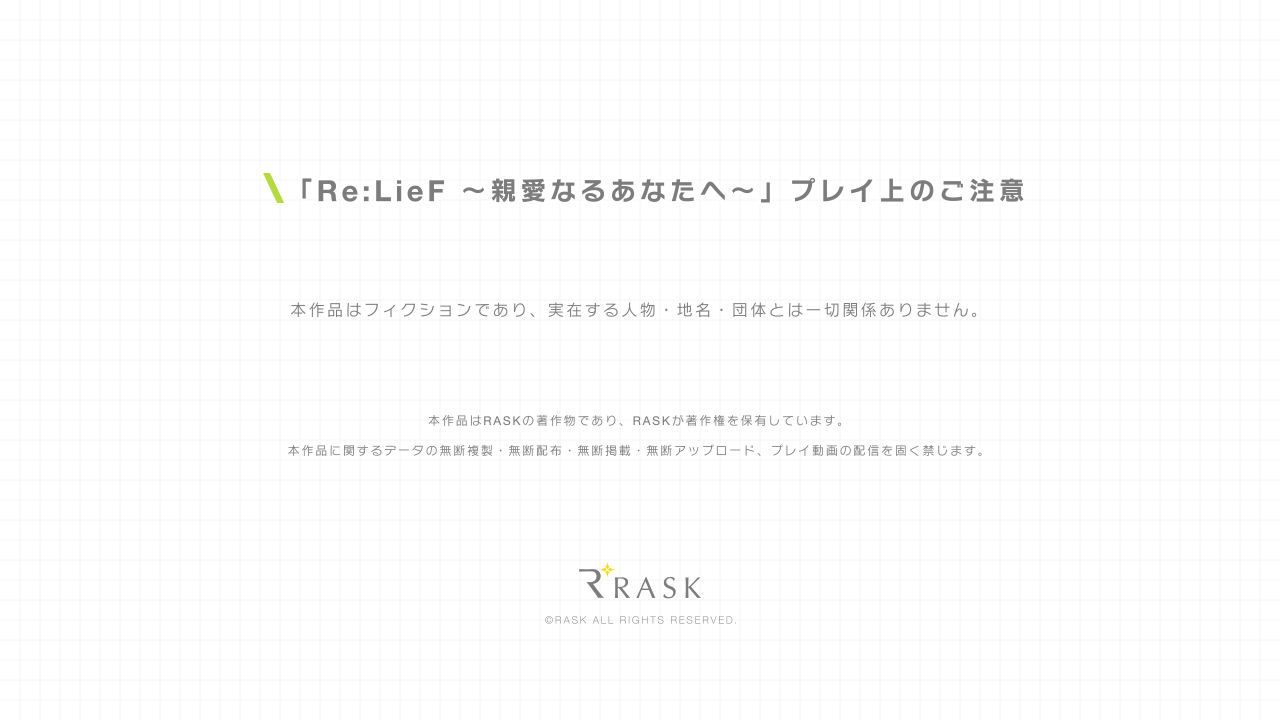 「Re:LieF ～親愛なるあなたへ～」プレイ上のご注意
本作品はフィクションであり、実在する人物・地名・団体とは一切関係ありません。
本作品はRASKの著作物であり、RASKが著作権を保有しています。
本作品に関するデータの無断複製・無断配布・無断掲載・無断アップロード、プレイ動画の配信を固く禁じます。
RASK
©RASK ALL RIGHTS RESERVED.